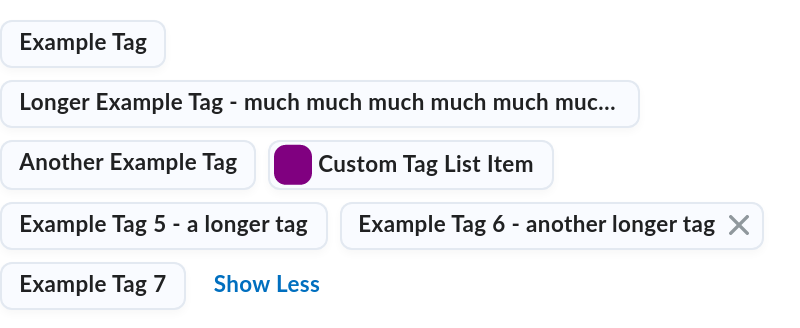 Example Tag
Longer Example Tag - much much much much much muc...
Another Example Tag Custom Tag List Item
Example Tag 5 - a longer tag Example Tag 6 - another longer tag
Example Tag 7 Show Less